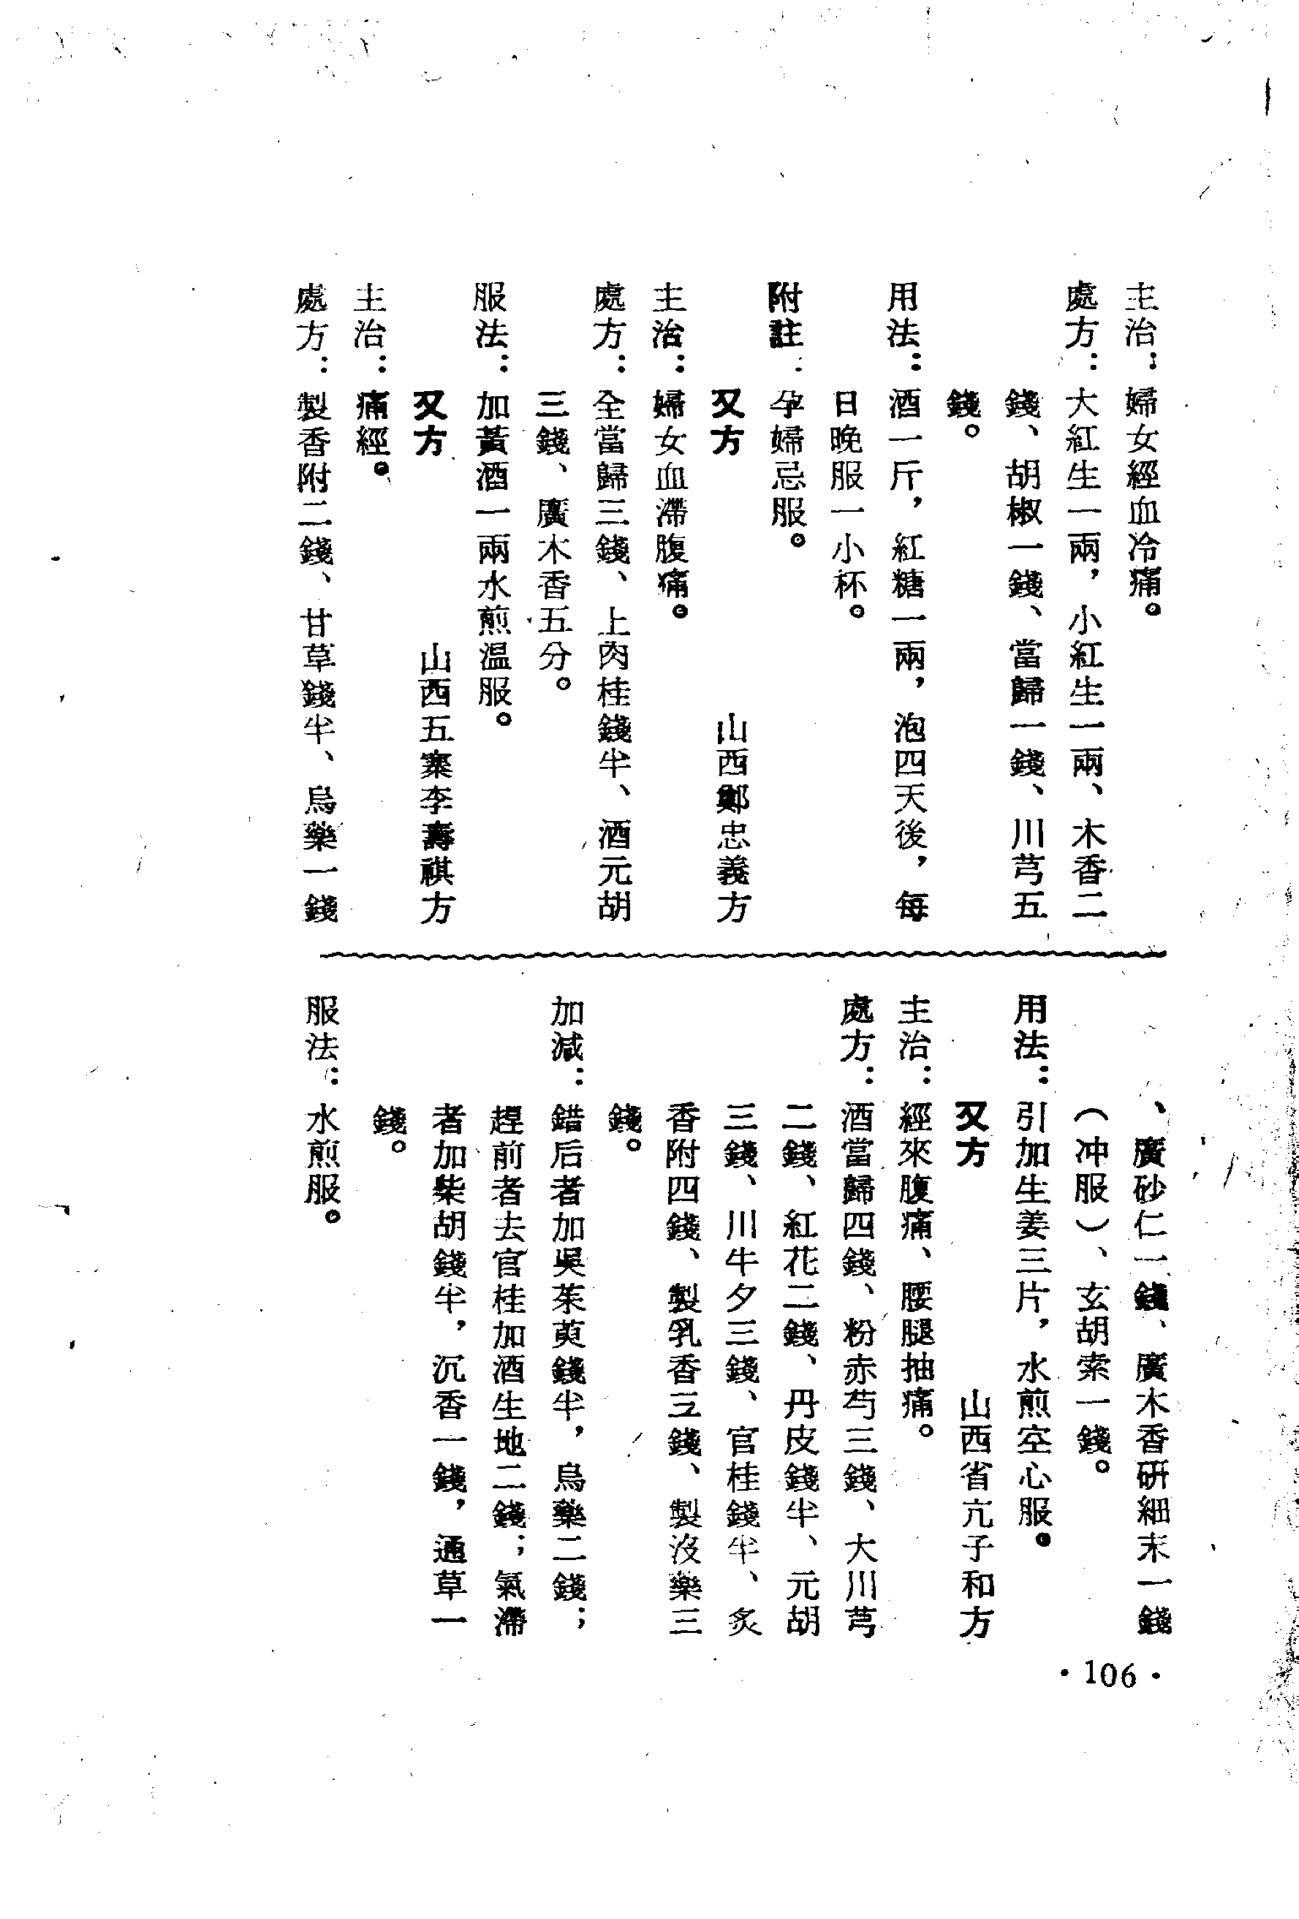 主治：婦女經血冷痛。
處方：大紅生一兩，小紅生一兩、木香二
錢、胡椒一錢、當歸一錢、川芎五
錢。
用法：酒一斤，紅糖一兩，泡四天後，每
日晚服一小杯。
附註：孕婦忌服。
又方　山西鄭忠義方
主治：婦女血滯腹痛。
處方：全當歸三錢、上肉桂錢半、酒元胡
三錢、廣木香五分。
服法：加黃酒一兩水煎溫服。
又方　山西五寨李壽祺方
主治：痛經。
處方：製香附二錢、甘草錢半、烏藥一錢
、廣砂仁一錢、廣木香研細末一錢
（冲服）、玄胡索一錢。
用法：引加生姜三片，水煎空心服。
又方　山西省亢子和方
主治：經來腹痛、腰腿抽痛。
處方：酒當歸四錢、粉赤芍三錢、大川芎
二錢、紅花二錢、丹皮錢半、元胡
三錢、川牛夕三錢、官桂錢半、炙
香附四錢、製乳香三錢、製沒藥三
錢。
加減：錯后者加吳茱萸錢半，烏藥二錢；
趕前者去官桂加酒生地二錢；氣滯
者加柴胡錢半，沉香一錢，通草一
錢。
服法：水煎服。
·106·